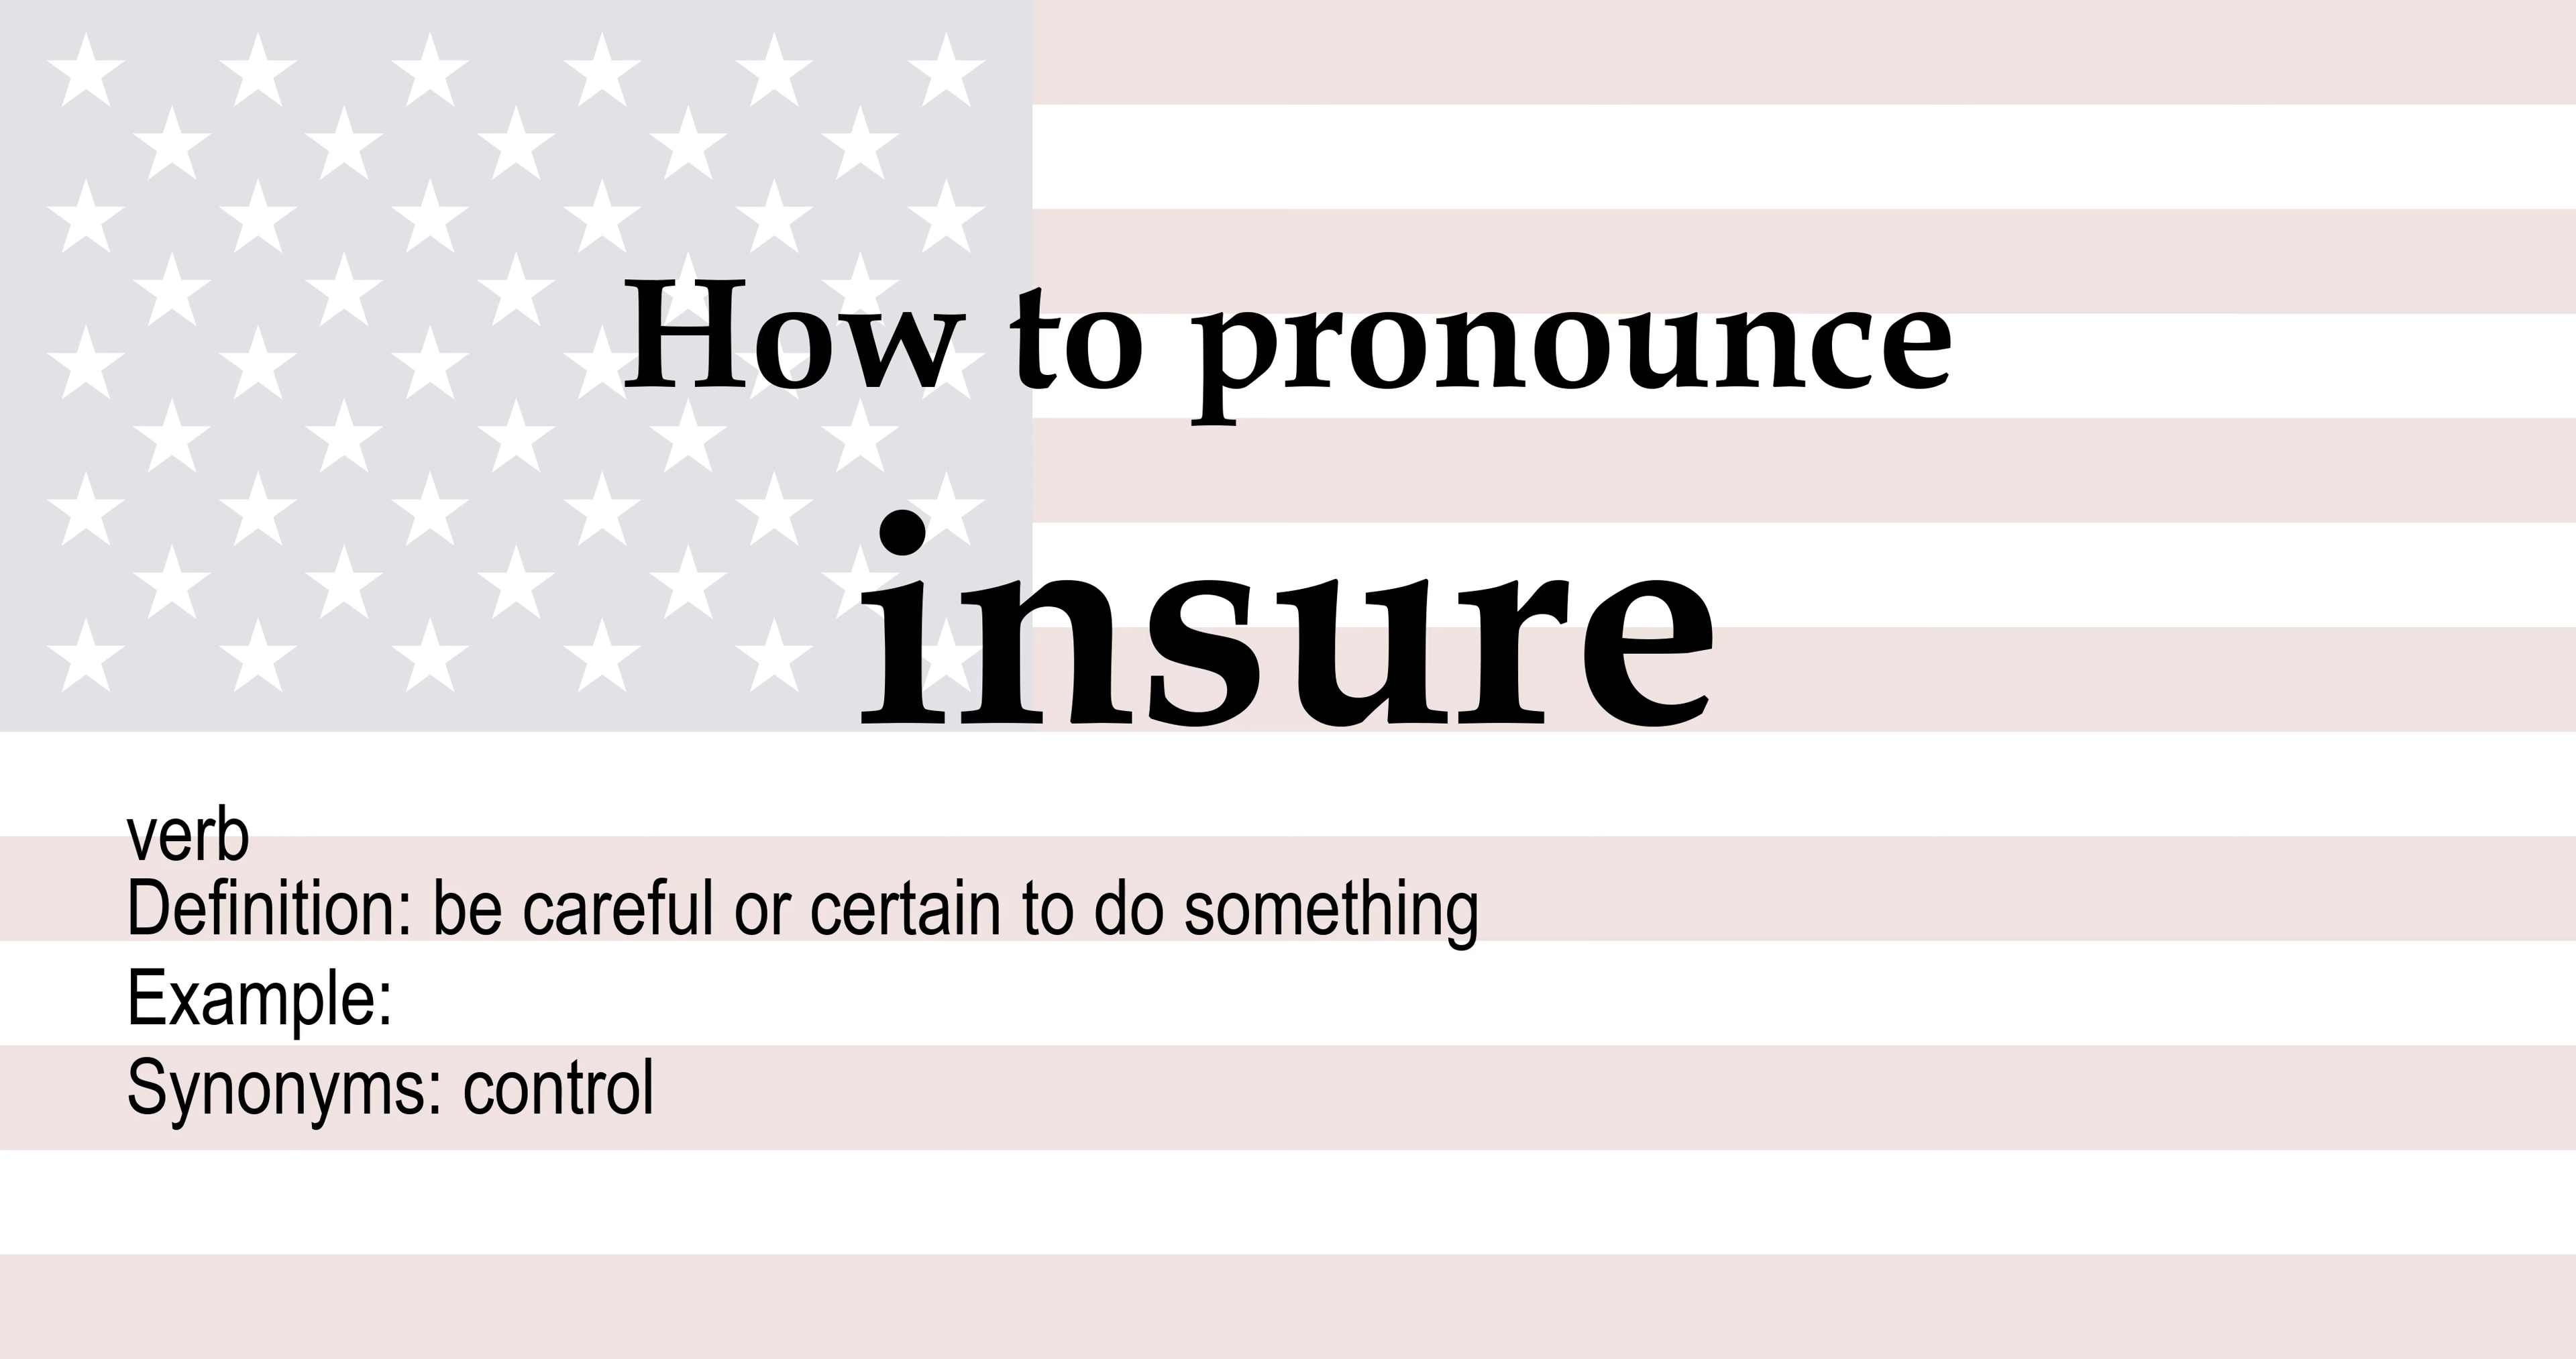 How to pronounce
insure
verb
Definition: be careful or certain to do something
Example:
Synonyms: control